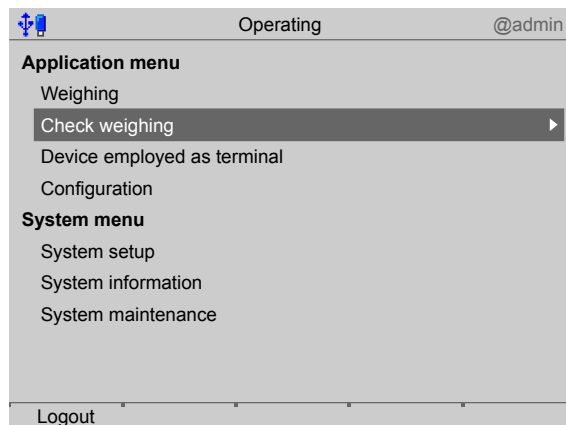 Operating @admin
Application menu
Weighing
Check weighing
Device employed as terminal
Configuration
System menu
System setup
System information
System maintenance
Logout